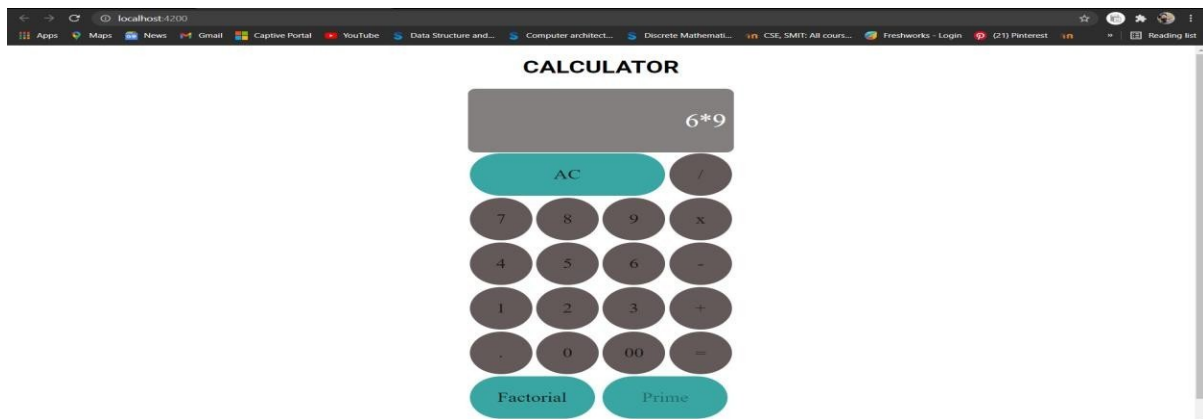 localhost:4200
Apps Maps News Gmail Captive Portal YouTube Data Structure and... Computer architect... Discrete Mathemati... CSE, SMIT: All cours... Freshworks - Login (21) Pinterest » Reading list
CALCULATOR
6*9
AC /
7 8 9 x
4 5 6 -
1 2 3 +
. 0 00 =
Factorial Prime